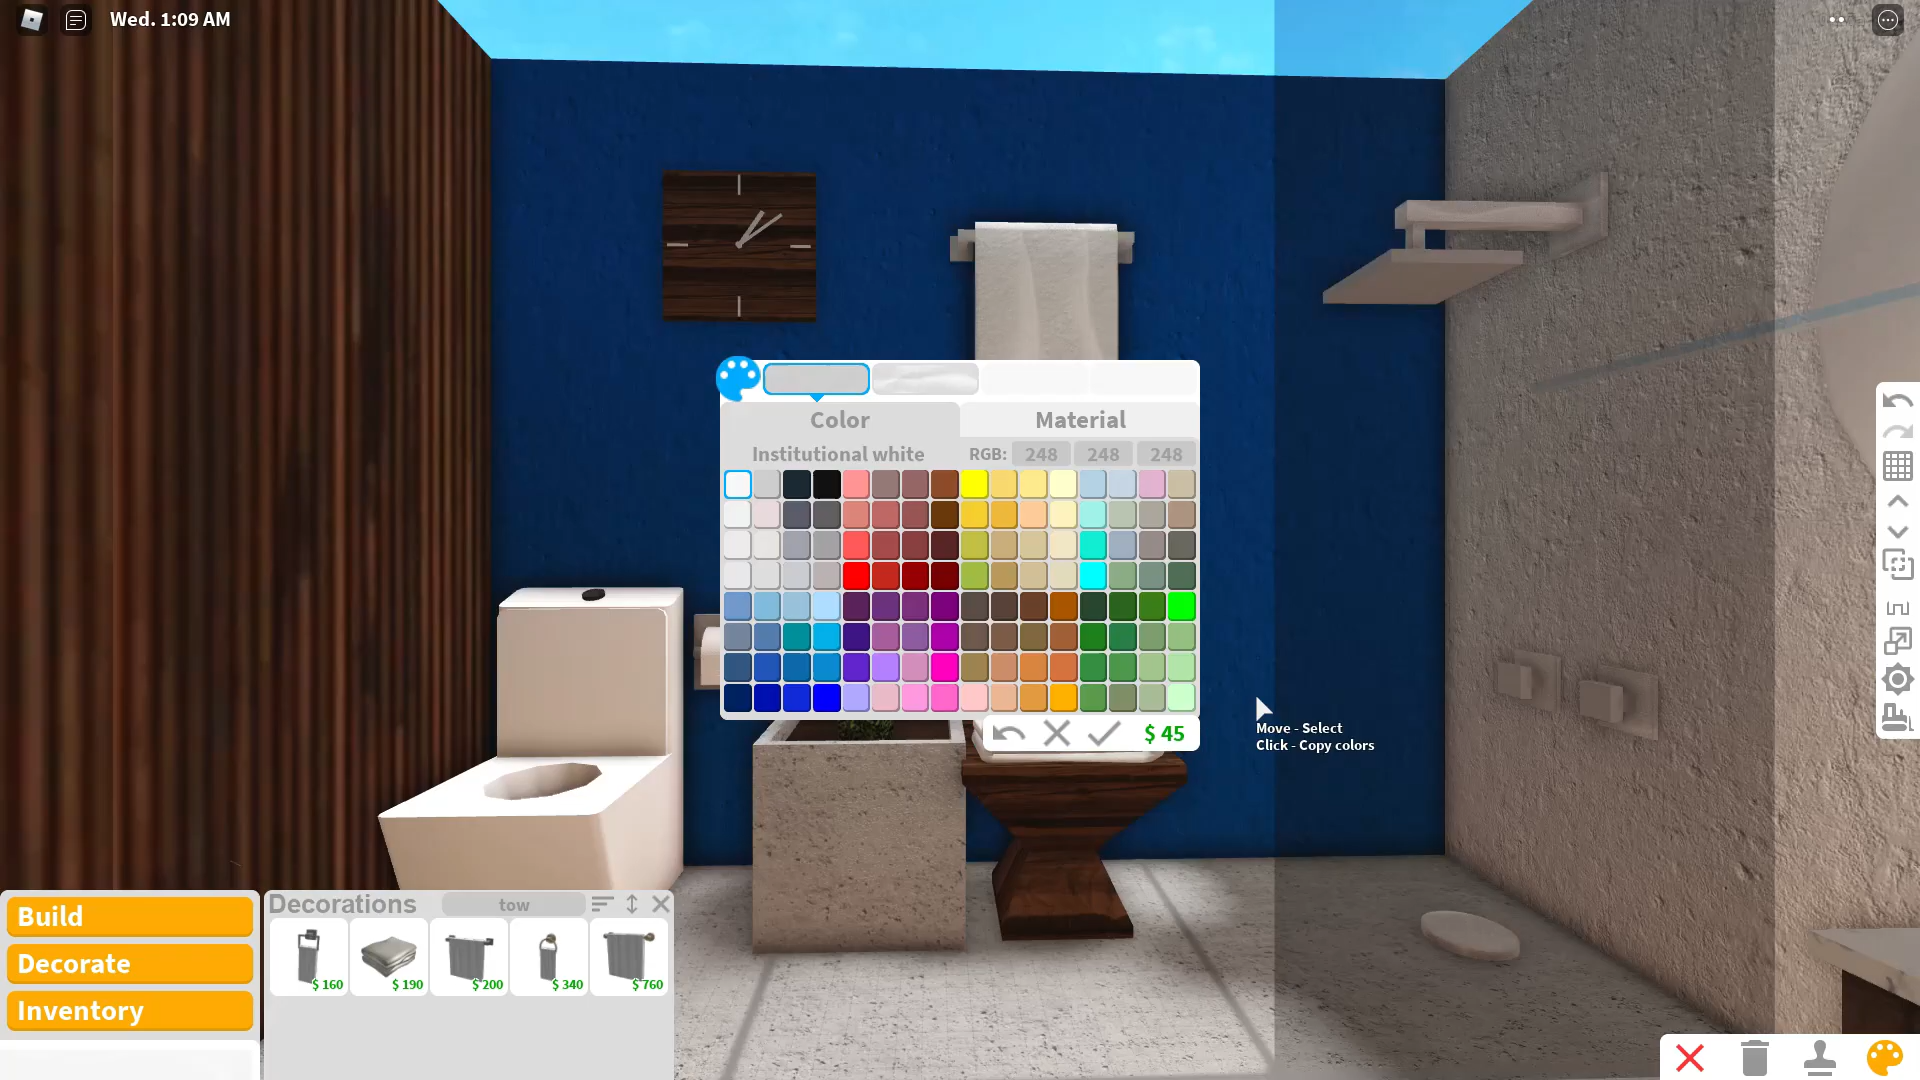 Wed. 1:09 AM
Color
Material
Institutional white
RGB: 248 248 248
$ 45
Move - Select
Click - Copy colors
Build
Decorate
Inventory
Decorations
tow
$ 160
$ 190
$ 200
$ 340
$ 760